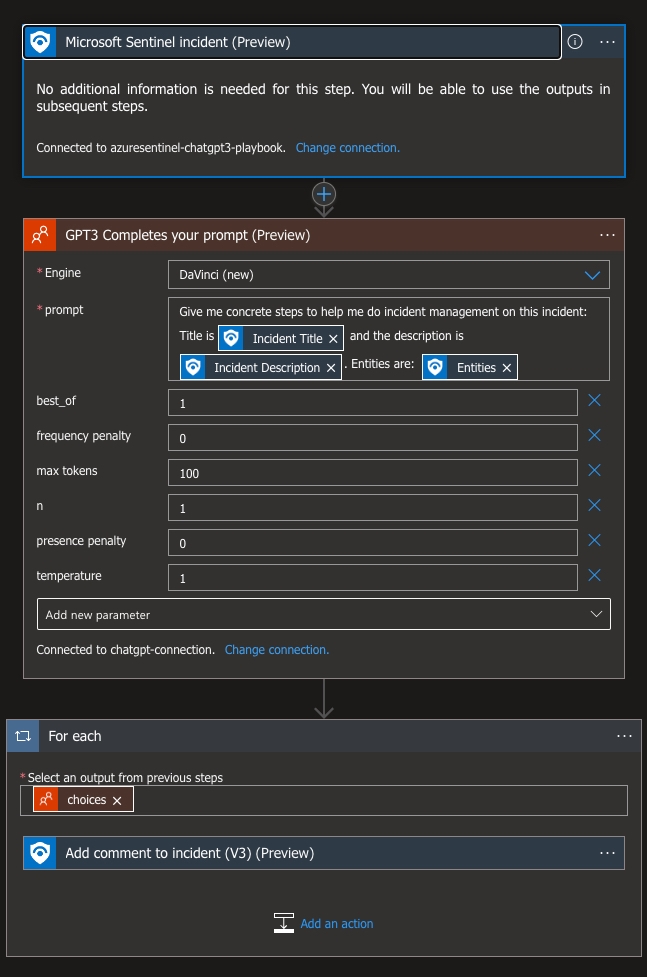 Microsoft Sentinel incident (Preview)
No additional information is needed for this step. You will be able to use the outputs in
subsequent steps.
Connected to azuresentinel-chatgpt3-playbook. Change connection.
GPT3 Completes your prompt (Preview)
* Engine
DaVinci (new)
* prompt
Give me concrete steps to help me do incident management on this incident:
Title is Incident Title × and the description is
Incident Description × . Entities are: Entities ×
best_of
1
frequency penalty
0
max tokens
100
n
1
presence penalty
0
temperature
1
Add new parameter
Connected to chatgpt-connection. Change connection.
For each
* Select an output from previous steps
choices ×
Add comment to incident (V3) (Preview)
Add an action